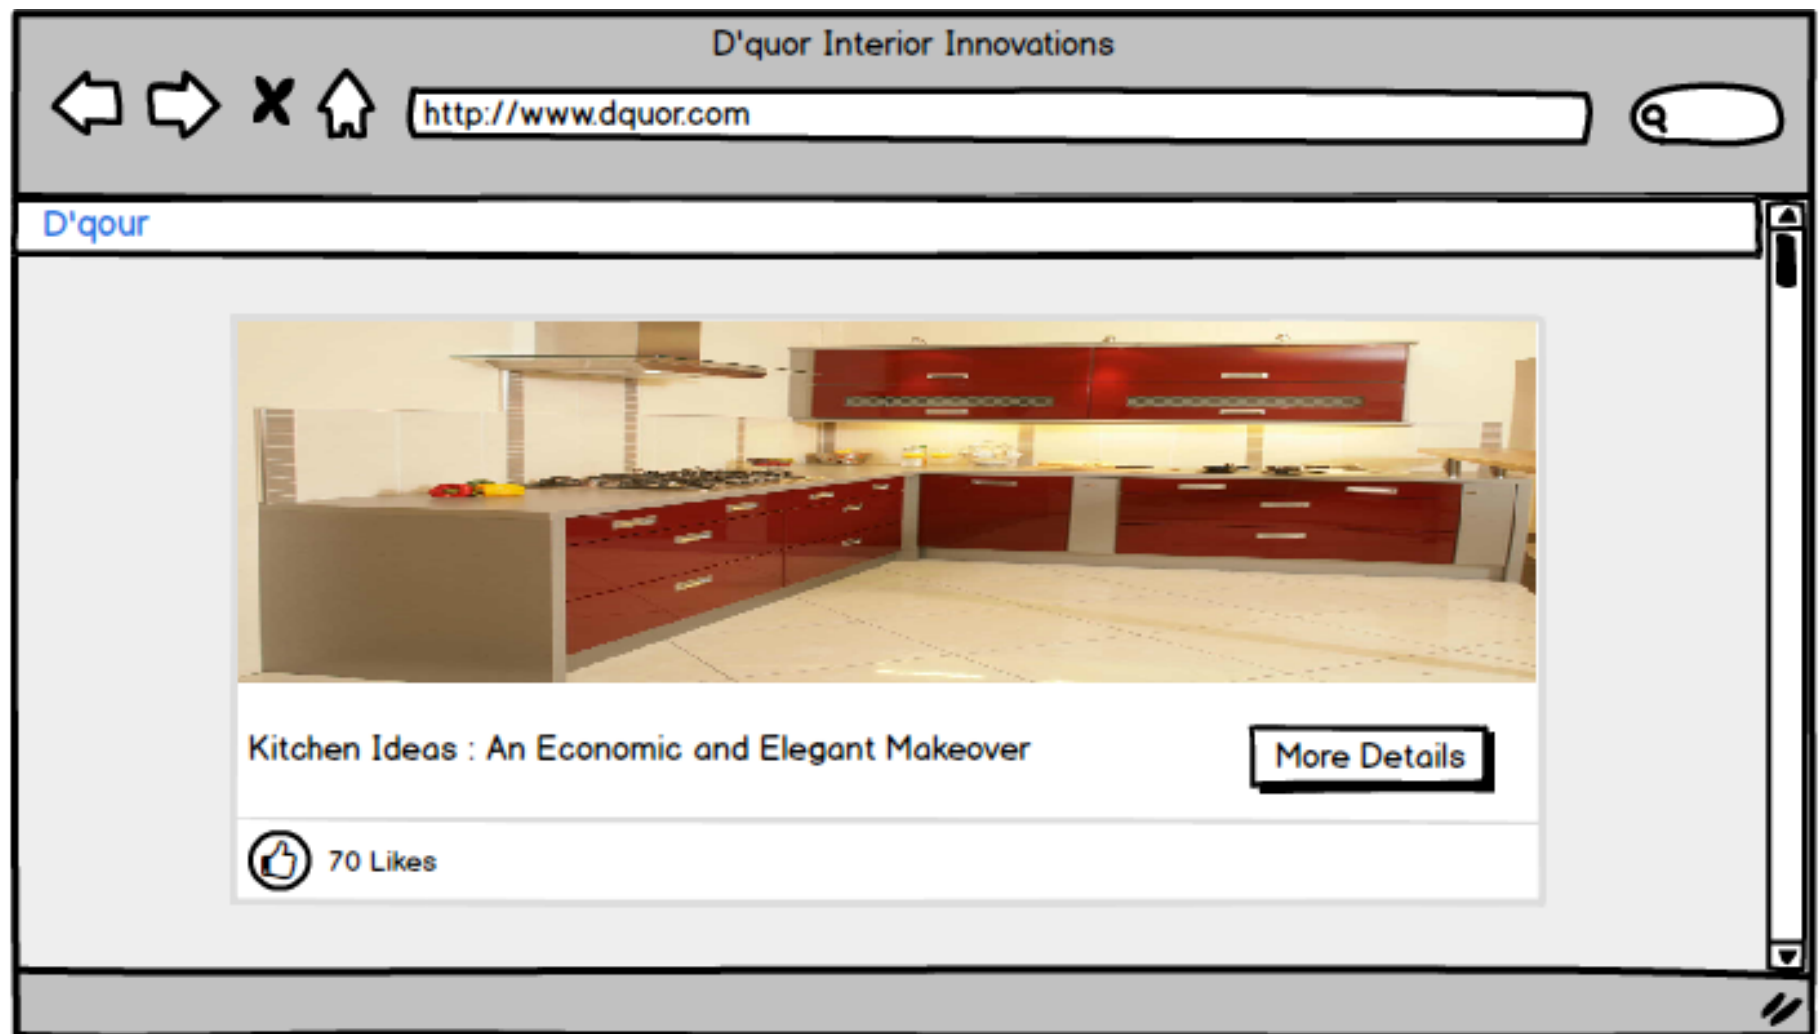 D'quor Interior Innovations
http://www.dquor.com
D'qour
Kitchen Ideas : An Economic and Elegant Makeover
More Details
70 Likes